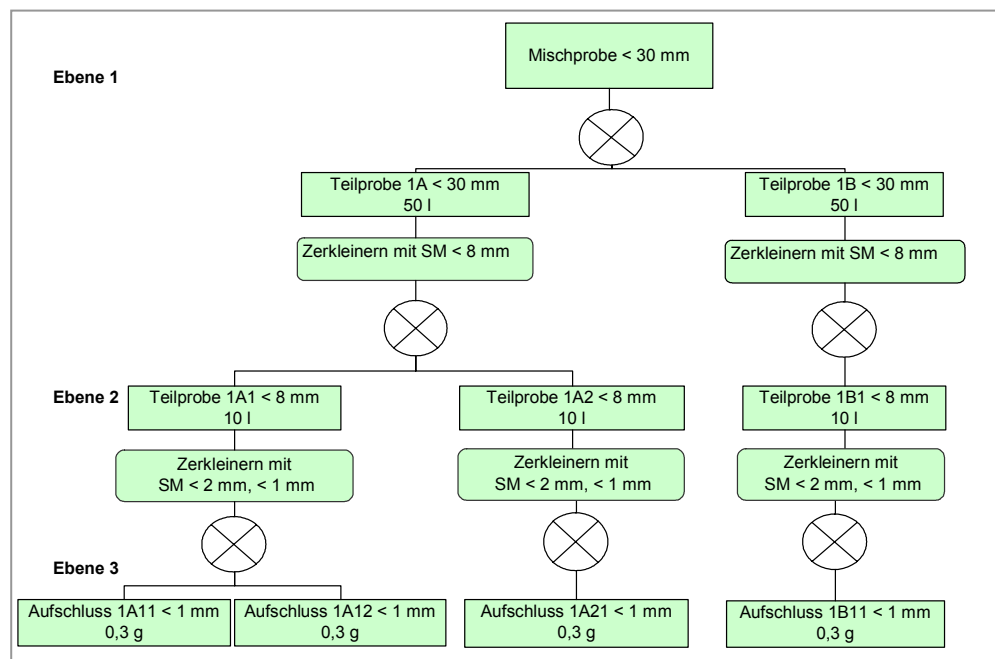 Mischprobe < 30 mm
Ebene 1
Teilprobe 1A < 30 mm
50 l
Teilprobe 1B < 30 mm
50 l
Zerkleinern mit SM < 8 mm
Zerkleinern mit SM < 8 mm
Ebene 2
Teilprobe 1A1 < 8 mm
10 l
Teilprobe 1A2 < 8 mm
10 l
Teilprobe 1B1 < 8 mm
10 l
Zerkleinern mit
SM < 2 mm, < 1 mm
Zerkleinern mit
SM < 2 mm, < 1 mm
Zerkleinern mit
SM < 2 mm, < 1 mm
Ebene 3
Aufschluss 1A11 < 1 mm
0,3 g
Aufschluss 1A12 < 1 mm
0,3 g
Aufschluss 1A21 < 1 mm
0,3 g
Aufschluss 1B11 < 1 mm
0,3 g